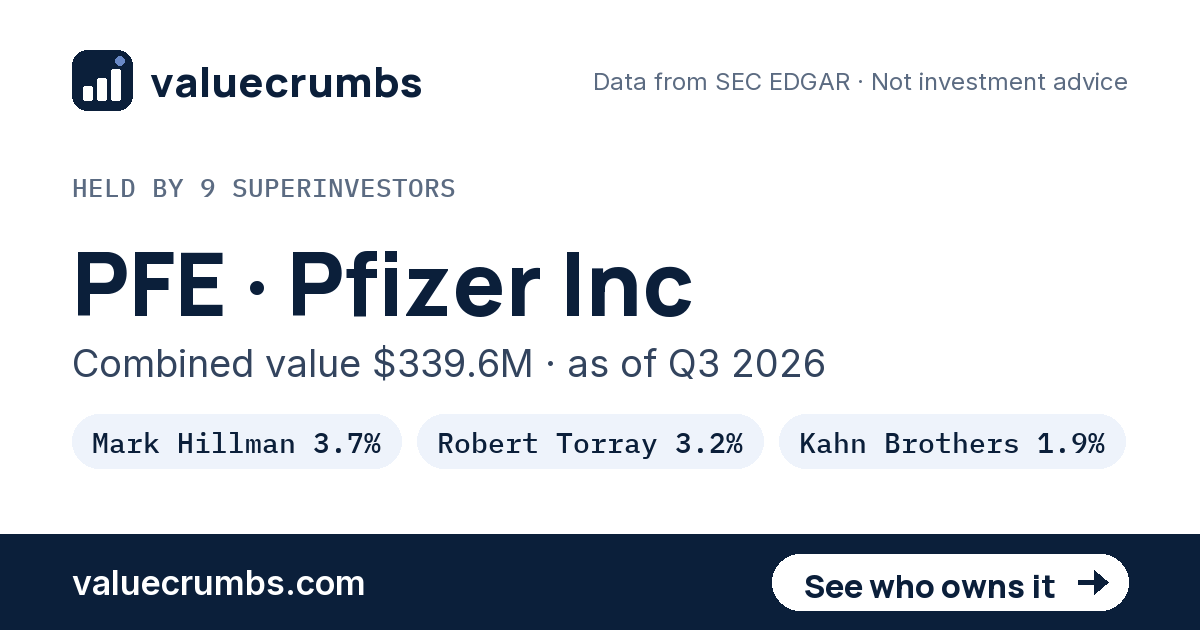 valuecrumbs
Data from SEC EDGAR · Not investment advice
HELD BY 9 SUPERINVESTORS
PFE · Pfizer Inc
Combined value $339.6M · as of Q3 2026
Mark Hillman 3.7%
Robert Torray 3.2%
Kahn Brothers 1.9%
valuecrumbs.com
See who owns it →